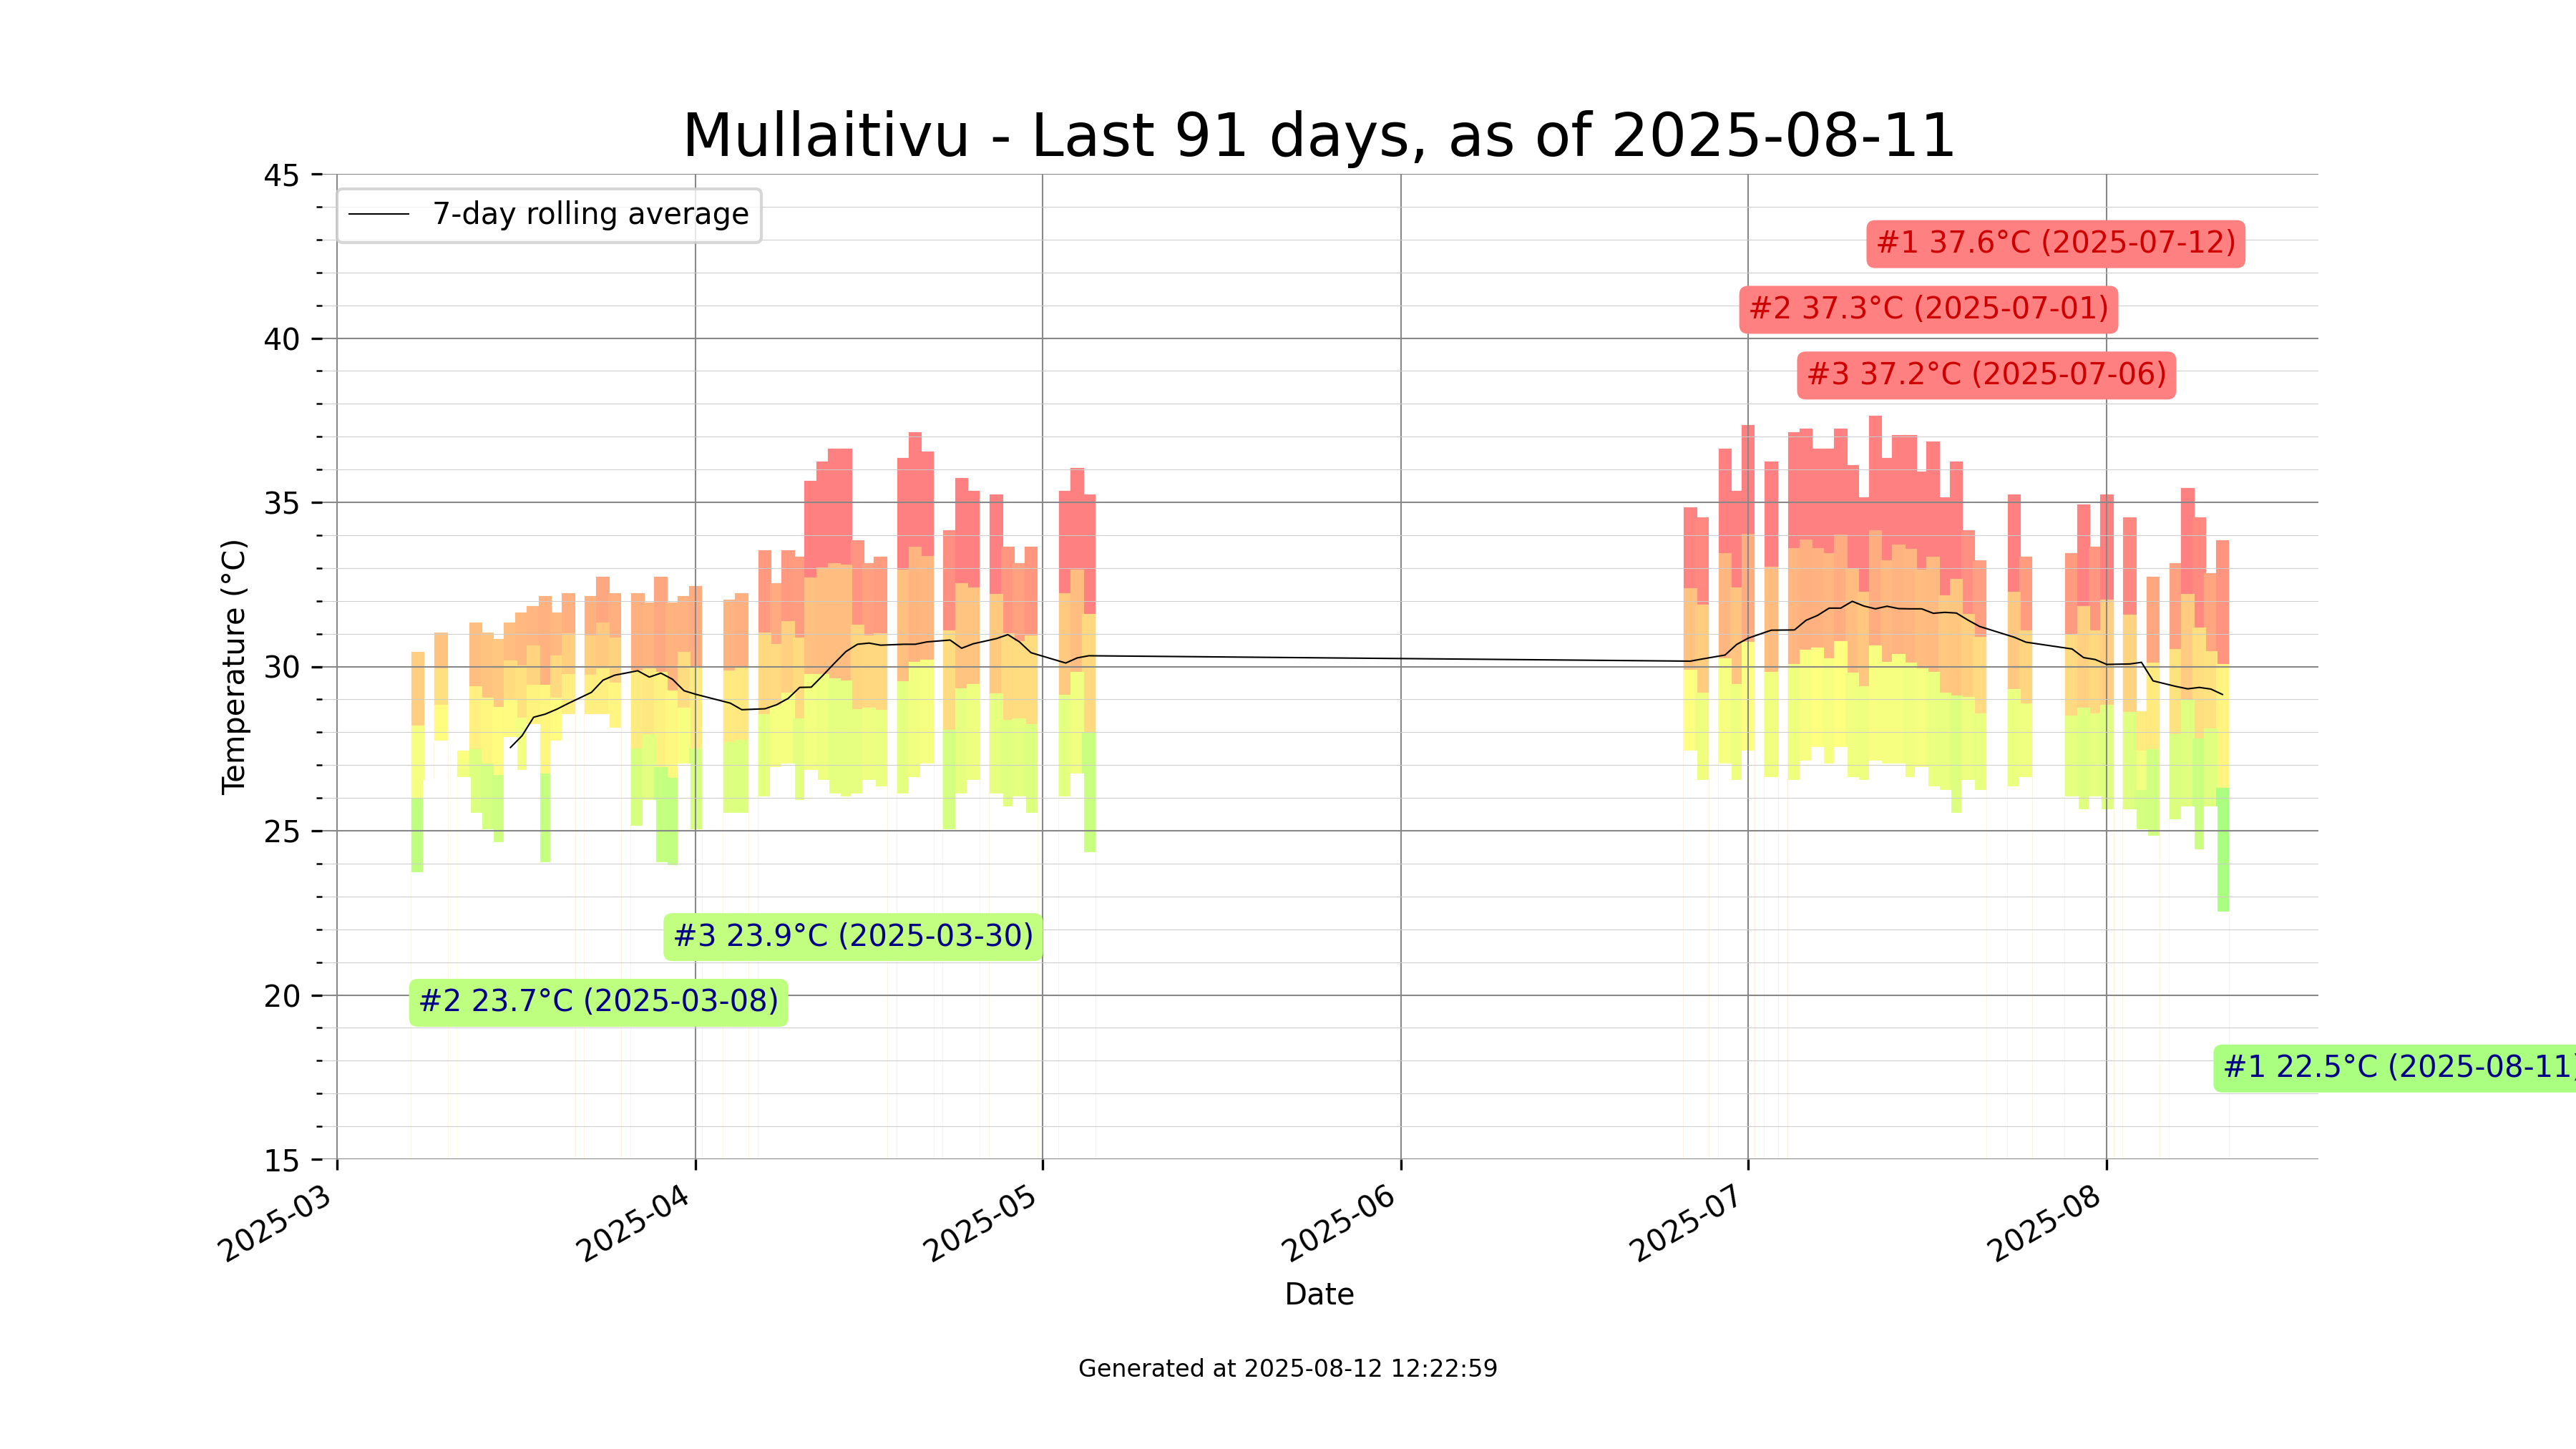 Mullaitivu - Last 91 days, as of 2025-08-11
7-day rolling average
#1 37.6°C (2025-07-12)
#2 37.3°C (2025-07-01)
#3 37.2°C (2025-07-06)
#3 23.9°C (2025-03-30)
#2 23.7°C (2025-03-08)
#1 22.5°C (2025-08-11)
Temperature (°C)
45
40
35
30
25
20
15
2025-03
2025-04
2025-05
2025-06
2025-07
2025-08
Date
Generated at 2025-08-12 12:22:59